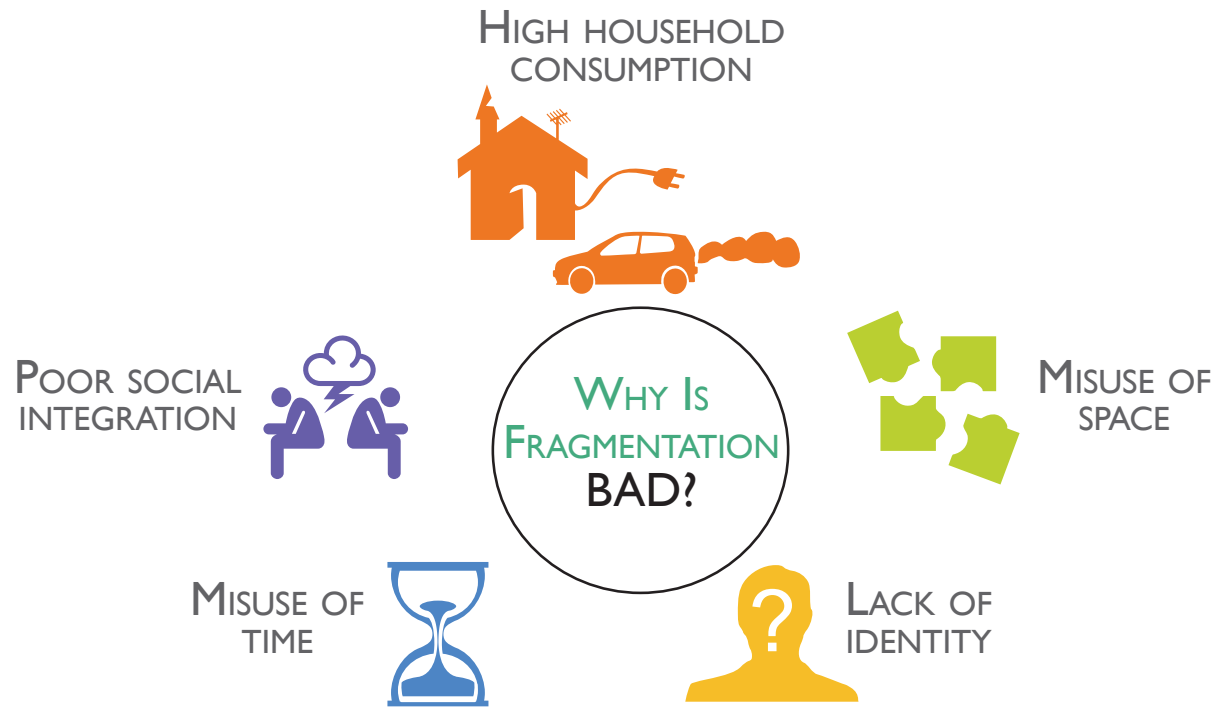 HIGH HOUSEHOLD
CONSUMPTION
POOR SOCIAL
INTEGRATION
WHY IS
FRAGMENTATION
BAD?
MISUSE OF
SPACE
MISUSE OF
TIME
LACK OF
IDENTITY
?